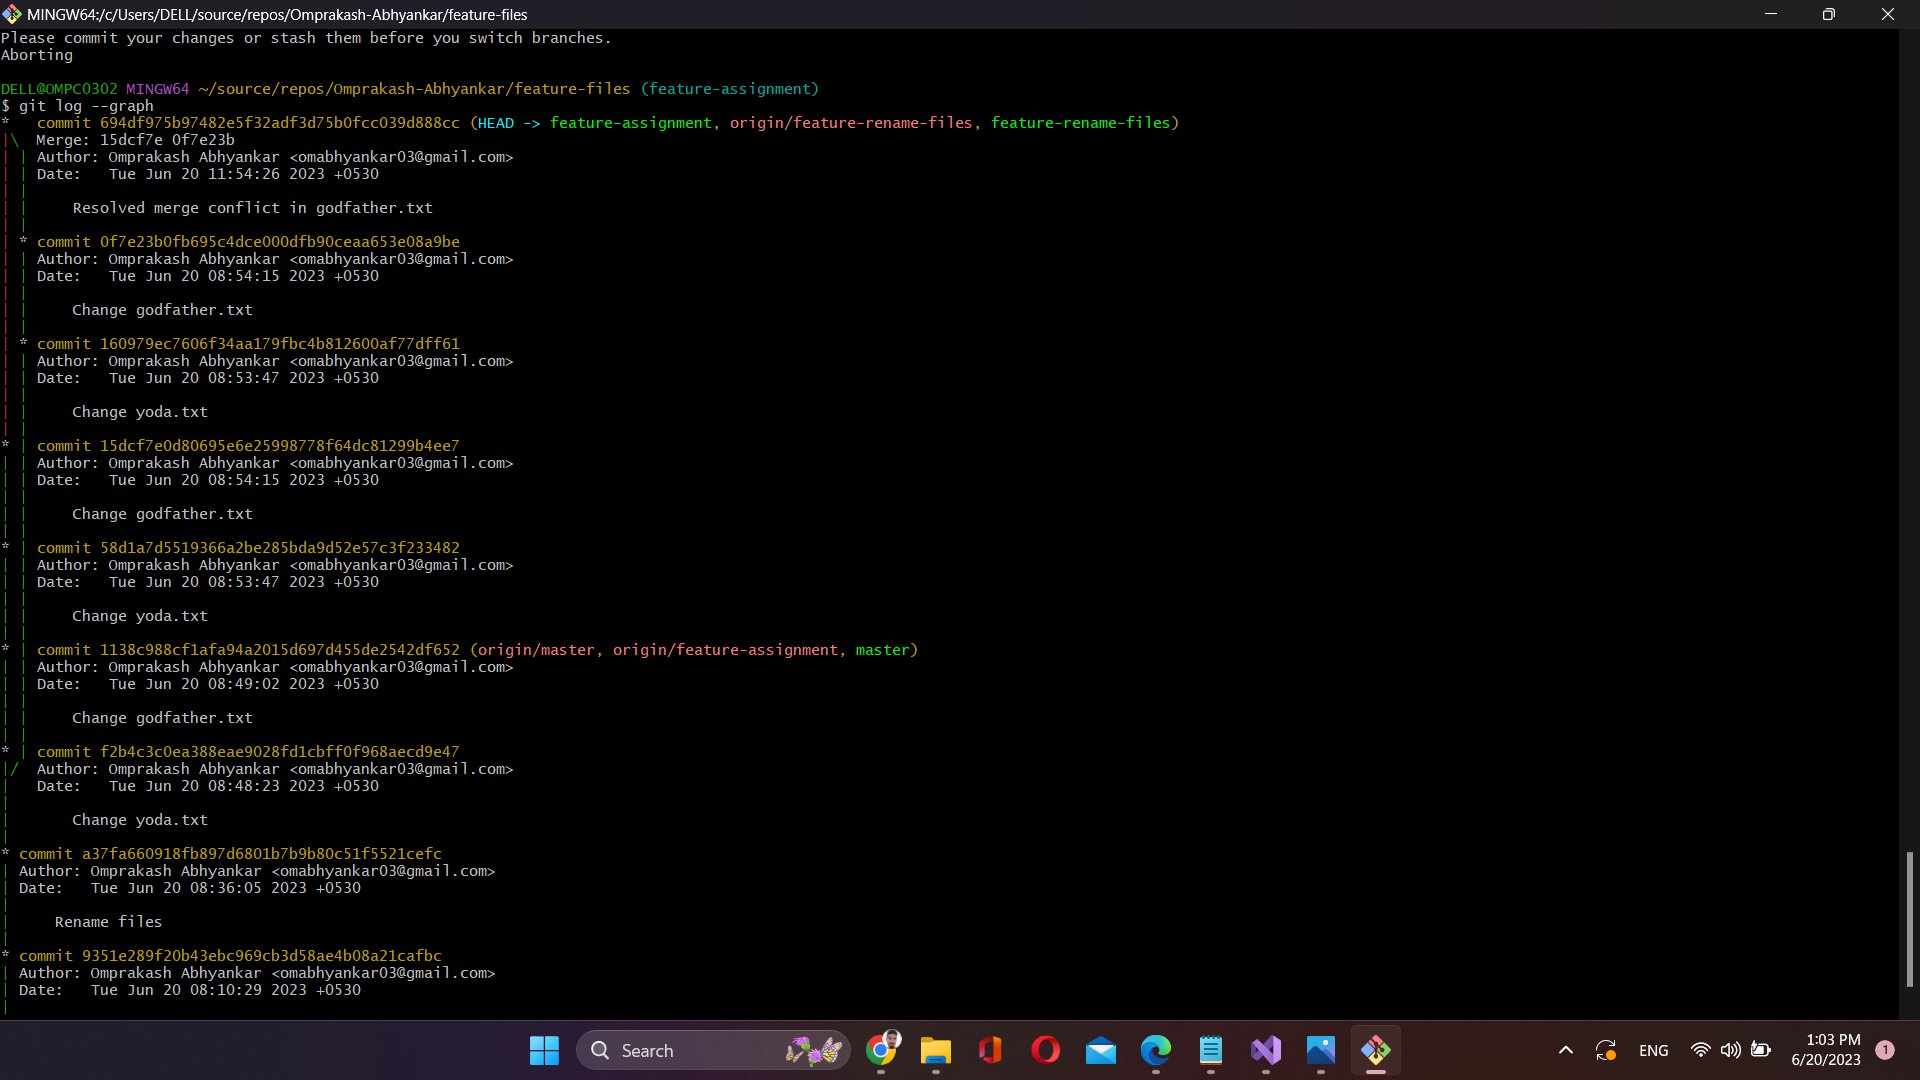 MINGW64:/c/Users/DELL/source/repos/Omprakash-Abhyankar/feature-files
Please commit your changes or stash them before you switch branches.
Aborting
DELL@OMPC0302 MINGW64 ~/source/repos/Omprakash-Abhyankar/feature-files (feature-assignment)
$ git log --graph
*   commit 694df975b97482e5f32adf3d75b0fcc039d888cc (HEAD -> feature-assignment, origin/feature-rename-files, feature-rename-files)
|\  Merge: 15dcf7e 0f7e23b
| | Author: Omprakash Abhyankar <omabhyankar03@gmail.com>
| | Date:   Tue Jun 20 11:54:26 2023 +0530
| |
| |     Resolved merge conflict in godfather.txt
| |
| * commit 0f7e23b0fb695c4dce000dfb90ceaa653e08a9be
| | Author: Omprakash Abhyankar <omabhyankar03@gmail.com>
| | Date:   Tue Jun 20 08:54:15 2023 +0530
| |
| |     Change godfather.txt
| |
| * commit 160979ec7606f34aa179fbc4b812600af77dff61
| | Author: Omprakash Abhyankar <omabhyankar03@gmail.com>
| | Date:   Tue Jun 20 08:53:47 2023 +0530
| |
| |     Change yoda.txt
| |
* | commit 15dcf7e0d80695e6e25998778f64dc81299b4ee7
| | Author: Omprakash Abhyankar <omabhyankar03@gmail.com>
| | Date:   Tue Jun 20 08:54:15 2023 +0530
| |
| |     Change godfather.txt
| |
* | commit 58d1a7d5519366a2be285bda9d52e57c3f233482
| | Author: Omprakash Abhyankar <omabhyankar03@gmail.com>
| | Date:   Tue Jun 20 08:53:47 2023 +0530
| |
| |     Change yoda.txt
| |
* | commit 1138c988cf1afa94a2015d697d455de2542df652 (origin/master, origin/feature-assignment, master)
| | Author: Omprakash Abhyankar <omabhyankar03@gmail.com>
| | Date:   Tue Jun 20 08:49:02 2023 +0530
| |
| |     Change godfather.txt
| |
* | commit f2b4c3c0ea388eae9028fd1cbff0f968aecd9e47
|/  Author: Omprakash Abhyankar <omabhyankar03@gmail.com>
|   Date:   Tue Jun 20 08:48:23 2023 +0530
|
|       Change yoda.txt
|
* commit a37fa660918fb897d6801b7b9b80c51f5521cefc
| Author: Omprakash Abhyankar <omabhyankar03@gmail.com>
| Date:   Tue Jun 20 08:36:05 2023 +0530
|
|     Rename files
|
* commit 9351e289f20b43ebc969cb3d58ae4b08a21cafbc
| Author: Omprakash Abhyankar <omabhyankar03@gmail.com>
| Date:   Tue Jun 20 08:10:29 2023 +0530
|
Search
ENG
1:03 PM
6/20/2023
1